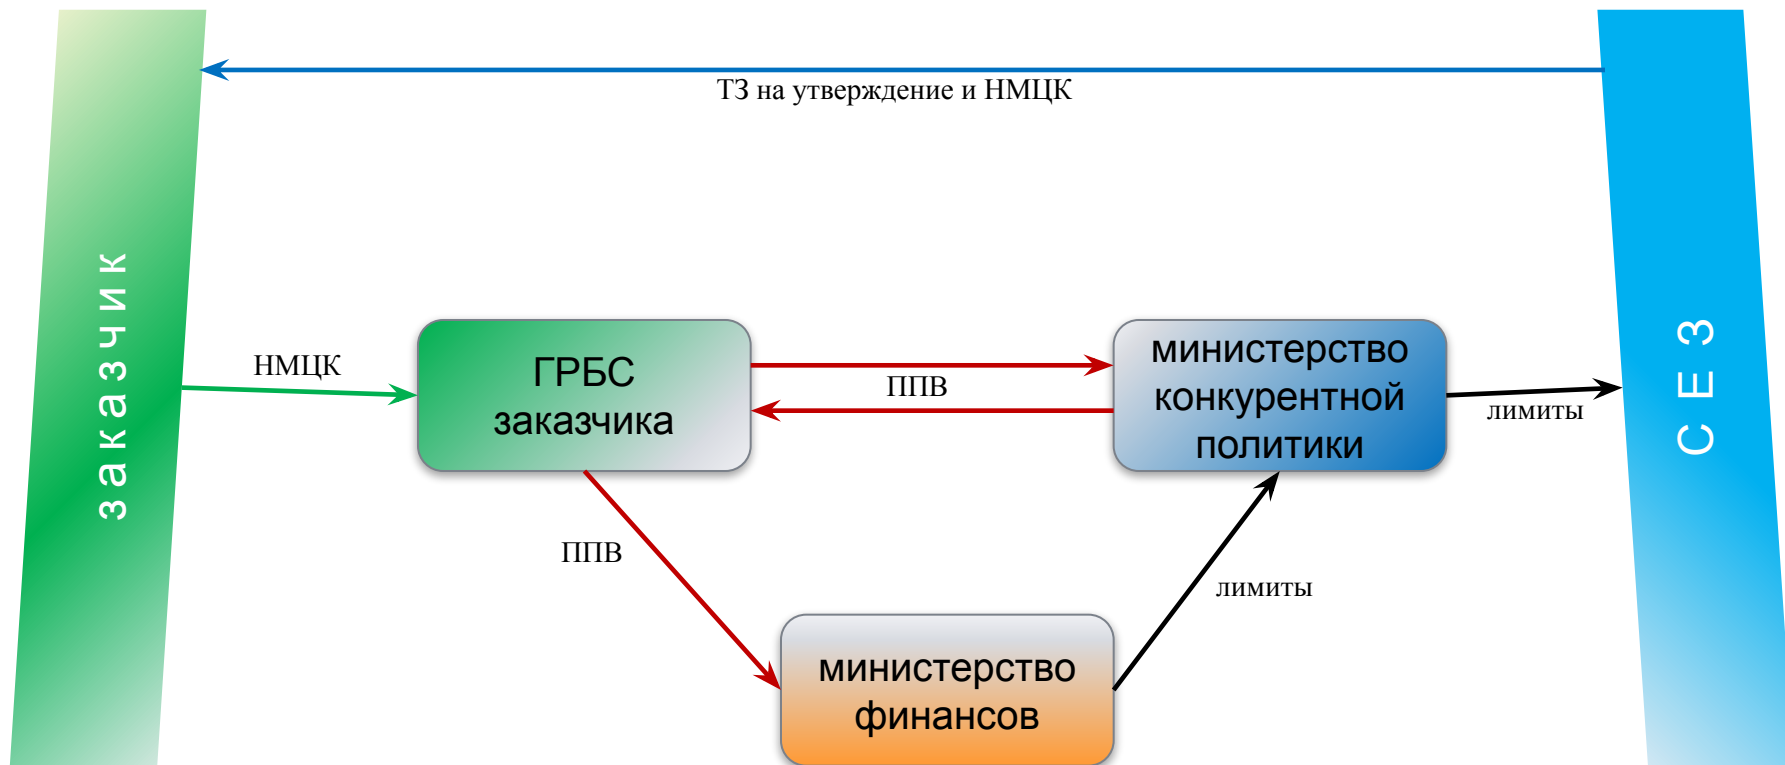 ТЗ на утверждение и НМЦК
заказчик
НМЦК
ГРБС
заказчика
ППВ
министерство
конкурентной
политики
лимиты
СЕЗ
ППВ
лимиты
министерство
финансов